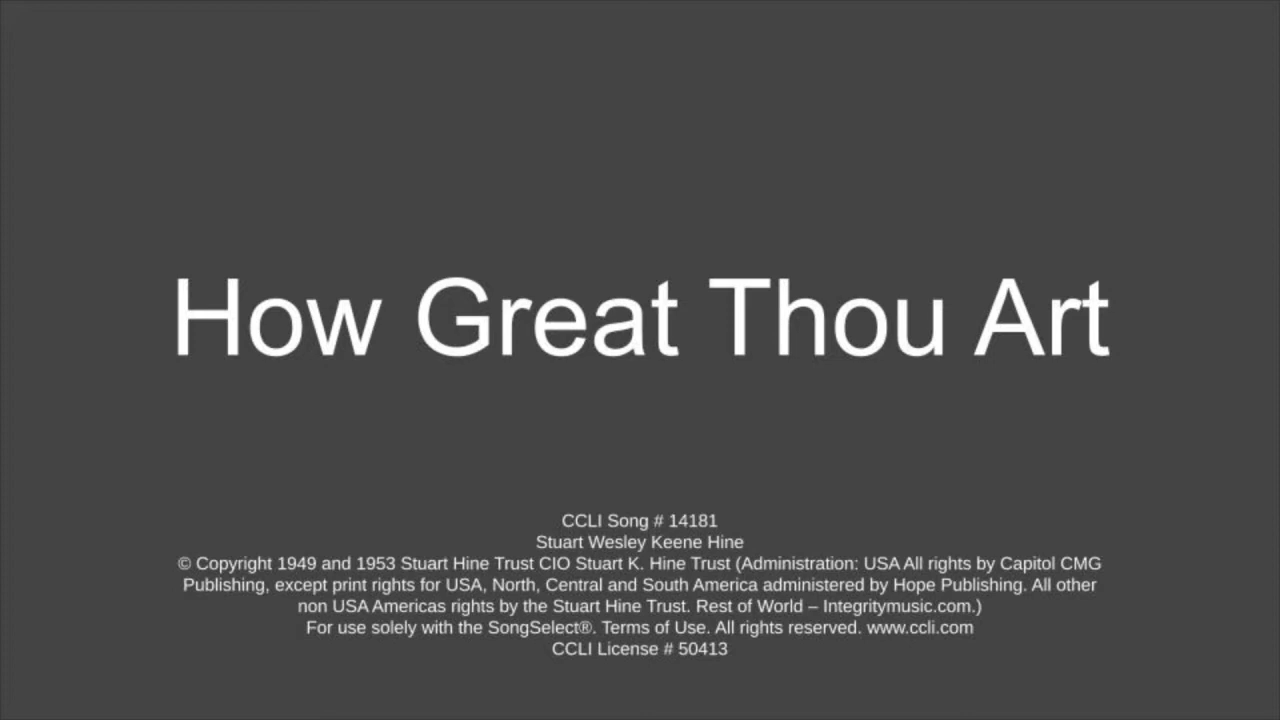 How Great Thou Art
CCLI Song # 14181
Stuart Wesley Keene Hine
© Copyright 1949 and 1953 Stuart Hine Trust CIO Stuart K. Hine Trust (Administration: USA All rights by Capitol CMG
Publishing, except print rights for USA, North, Central and South America administered by Hope Publishing. All other
non USA Americas rights by the Stuart Hine Trust. Rest of World – Integritymusic.com.)
For use solely with the SongSelect®. Terms of Use. All rights reserved. www.ccli.com
CCLI License # 50413